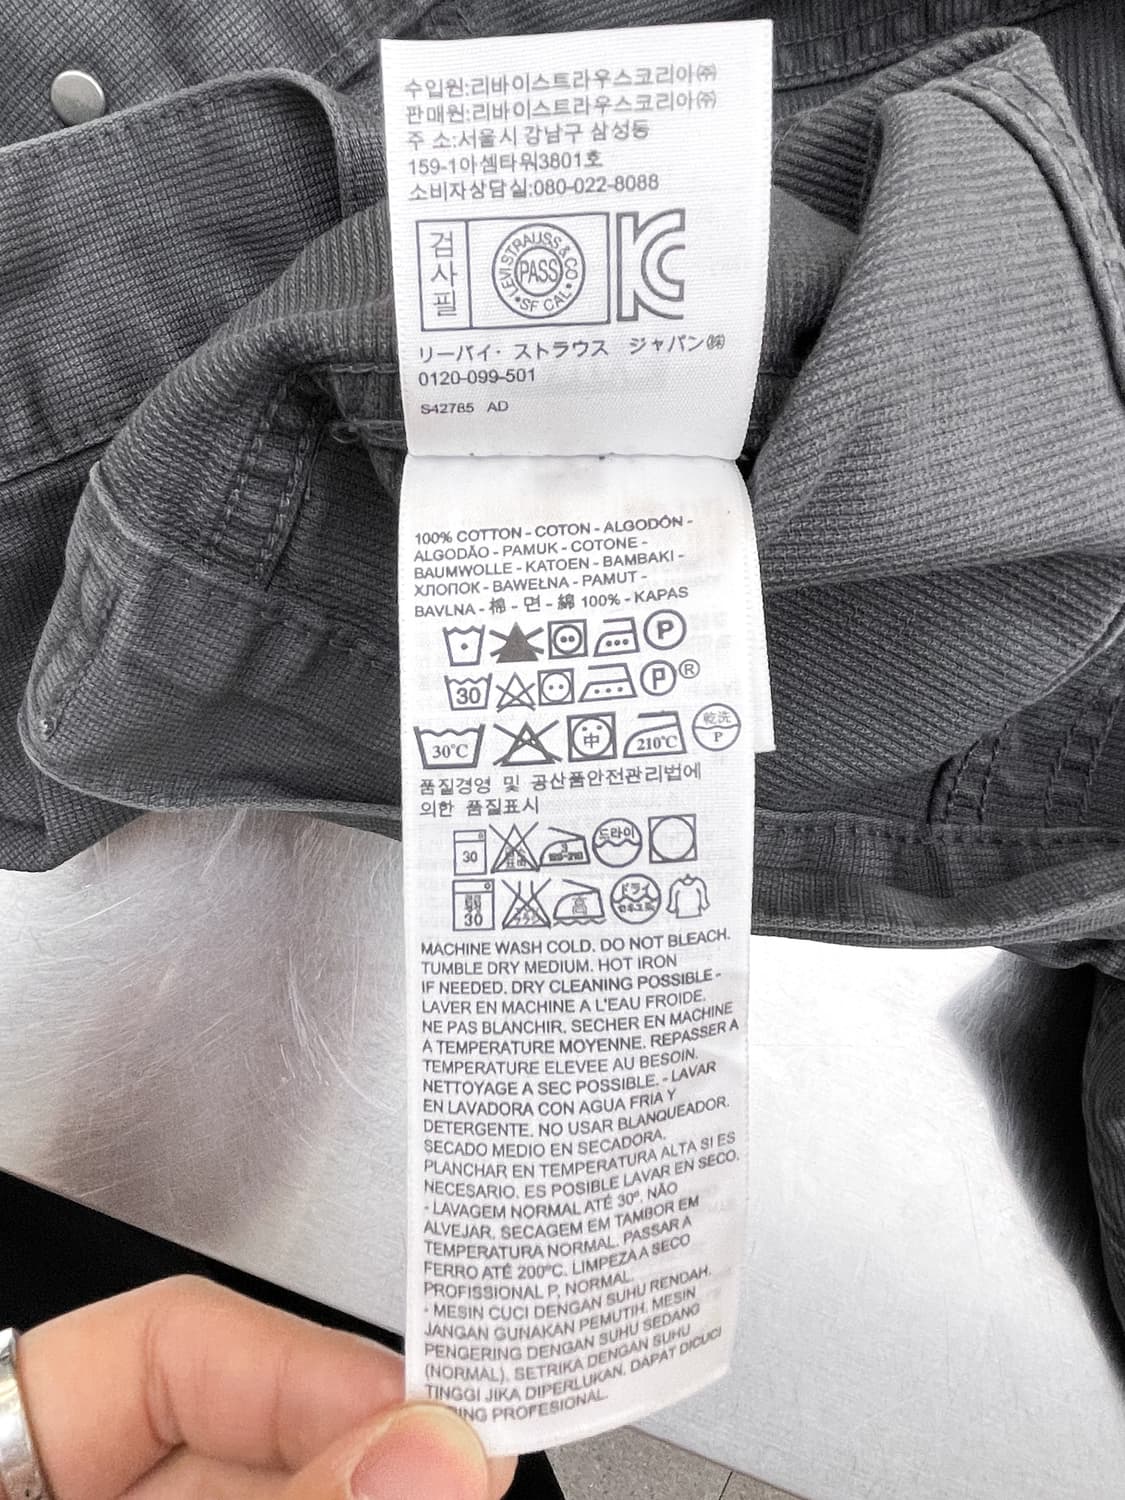 수입원:리바이스트라우스코리아㈜
판매원:리바이스트라우스코리아㈜
주 소:서울시 강남구 삼성동
159-1아셈타워3801호
소비자상담실:080-022-8088
검사필
LEVI STRAUSS & CO
PASS
SF CAL
リーバイ・ストラウス ジャパン㈱
0120-099-501
S42785 AD
100% COTTON - COTON - ALGODÓN -
ALGODÃO - PAMUK - COTONE -
BAUMWOLLE - KATOEN - BAMBAKI -
ХЛОПОК - BAWEŁNA - PAMUT -
BAVLNA - 棉 - 면 - 綿 100% - KAPAS
P
30 P®
30°C 中 210°C 乾洗 P
품질경영 및 공산품안전관리법에
의한 품질표시
30 3 드라이
弱 30 高 ドライ
MACHINE WASH COLD. DO NOT BLEACH.
TUMBLE DRY MEDIUM. HOT IRON
IF NEEDED. DRY CLEANING POSSIBLE -
LAVER EN MACHINE A L'EAU FROIDE.
NE PAS BLANCHIR. SECHER EN MACHINE
A TEMPERATURE MOYENNE. REPASSER A
TEMPERATURE ELEVEE AU BESOIN.
NETTOYAGE A SEC POSSIBLE. - LAVAR
EN LAVADORA CON AGUA FRIA Y
DETERGENTE. NO USAR BLANQUEADOR.
SECADO MEDIO EN SECADORA.
PLANCHAR EN TEMPERATURA ALTA SI ES
NECESARIO. ES POSIBLE LAVAR EN SECO.
- LAVAGEM NORMAL ATÉ 30º. NÃO
ALVEJAR. SECAGEM EM TAMBOR EM
TEMPERATURA NORMAL. PASSAR A
FERRO ATÉ 200ºC. LIMPEZA A SECO
PROFISSIONAL P, NORMAL.
- MESIN CUCI DENGAN SUHU RENDAH.
JANGAN GUNAKAN PEMUTIH. MESIN
PENGERING DENGAN SUHU SEDANG
(NORMAL). SETRIKA DENGAN SUHU
TINGGI JIKA DIPERLUKAN. DAPAT DICUCI
PROFESIONAL.